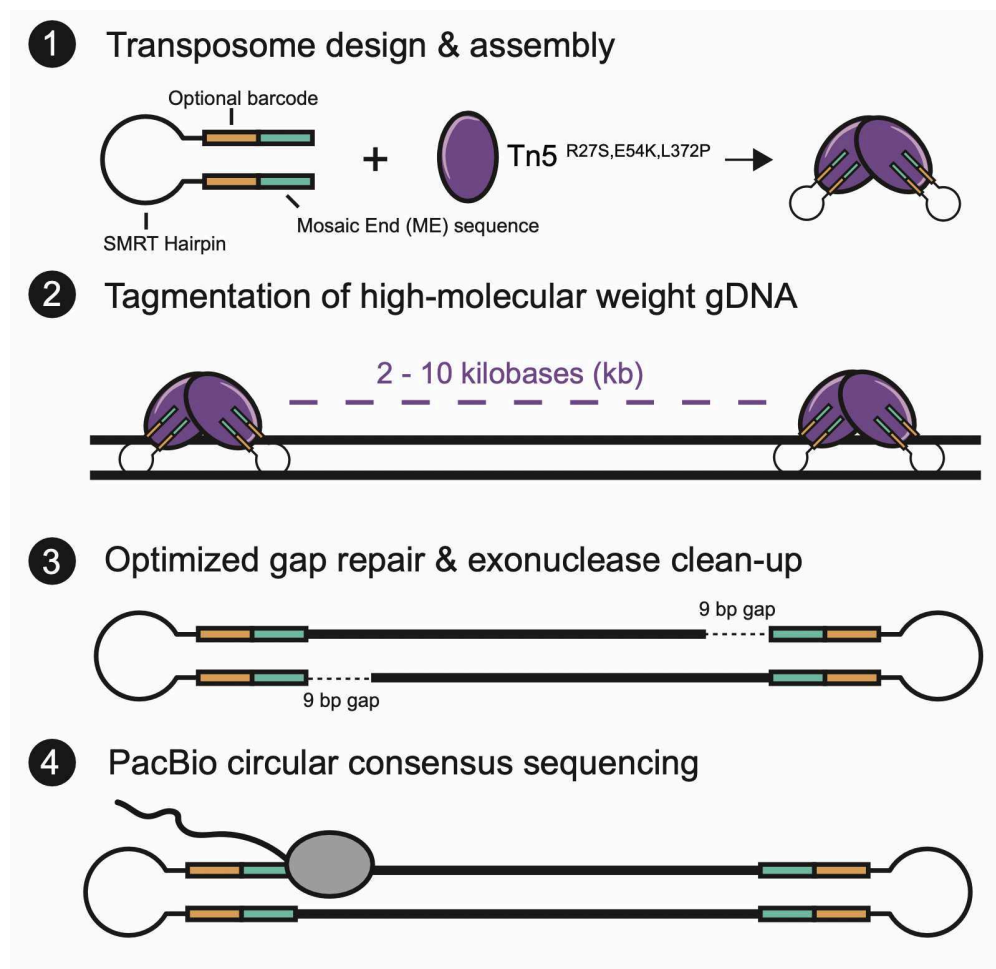 1 Transposome design & assembly
Optional barcode
+
Tn5 R27S,E54K,L372P
Mosaic End (ME) sequence
SMRT Hairpin
2 Tagmentation of high-molecular weight gDNA
2 - 10 kilobases (kb)
3 Optimized gap repair & exonuclease clean-up
9 bp gap
9 bp gap
4 PacBio circular consensus sequencing